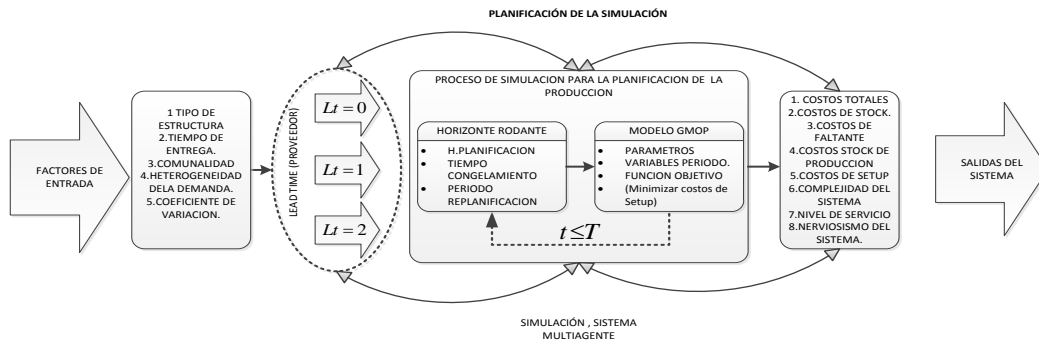 PLANIFICACIÓN DE LA SIMULACIÓN
FACTORES DE
ENTRADA
1 TIPO DE
ESTRUCTURA
2.TIEMPO DE
ENTREGA.
3.COMUNALIDAD
4.HETEROGENEIDAD
DELA DEMANDA.
5.COEFICIENTE DE
VARIACION.
LEAD TIME (PROVEEDOR)
Lt = 0
Lt = 1
Lt = 2
PROCESO DE SIMULACION PARA LA PLANIFICACION DE LA
PRODUCCION
HORIZONTE RODANTE
• H.PLANIFICACION
• TIEMPO
CONGELAMIENTO
• PERIODO
REPLANIFICACION
MODELO GMOP
• PARAMETROS
• VARIABLES PERIODO.
• FUNCION OBJETIVO
• (Minimizar costos de
Setup)
t ≤ T
1. COSTOS TOTALES
2.COSTOS DE STOCK.
3.COSTOS DE
FALTANTE
4.COSTOS STOCK DE
PRODUCCION
5.COSTOS DE SETUP
6.COMPLEJIDAD DEL
SISTEMA
7.NIVEL DE SERVICIO
8.NERVIOSISMO DEL
SISTEMA.
SALIDAS DEL
SISTEMA
SIMULACIÓN , SISTEMA
MULTIAGENTE